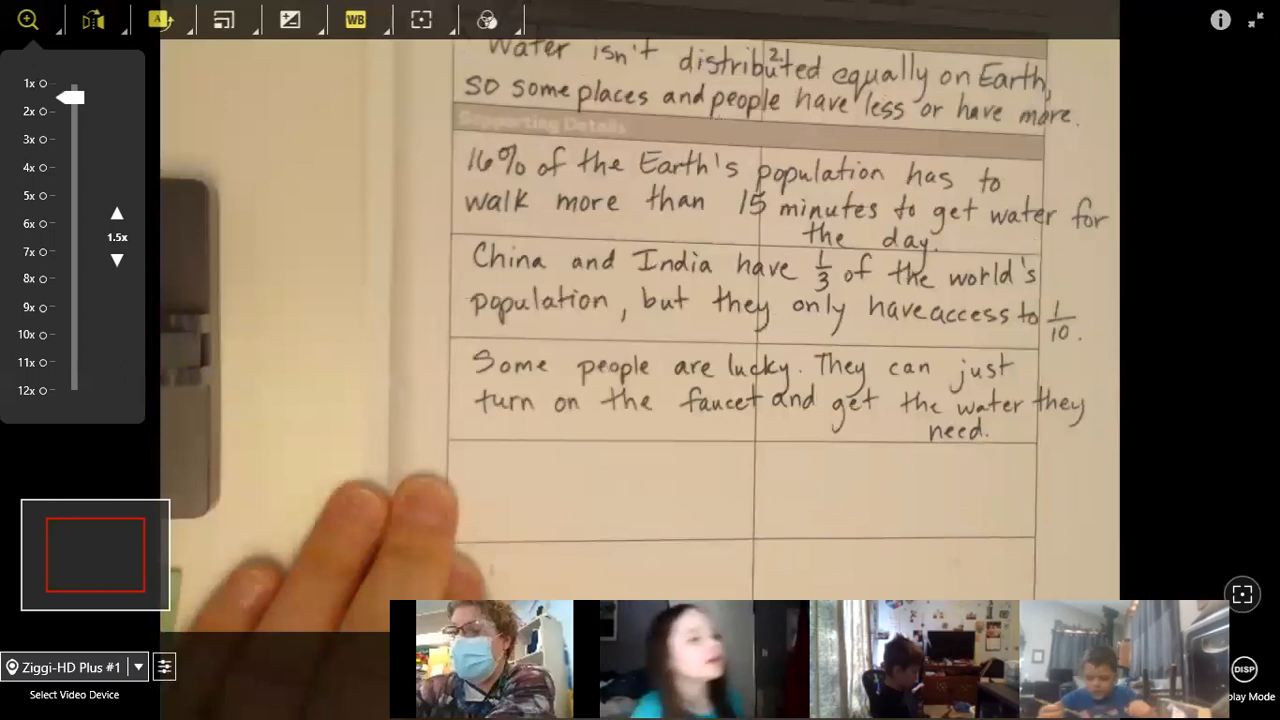 A
WB
1x
2x
3x
4x
5x
6x
7x
8x
9x
10x
11x
12x
1.5x
Water isn't distributed equally on Earth,
2.
so some places and people have less or have more.
Supporting Details
16% of the Earth's population has to
walk more than 15 minutes to get water for
the day.
China and India have 1/3 of the world's
population, but they only have access to 1/10.
Some people are lucky. They can just
turn on the faucet and get the water they
need.
Ziggi-HD Plus #1
Select Video Device
DISP
play Mode